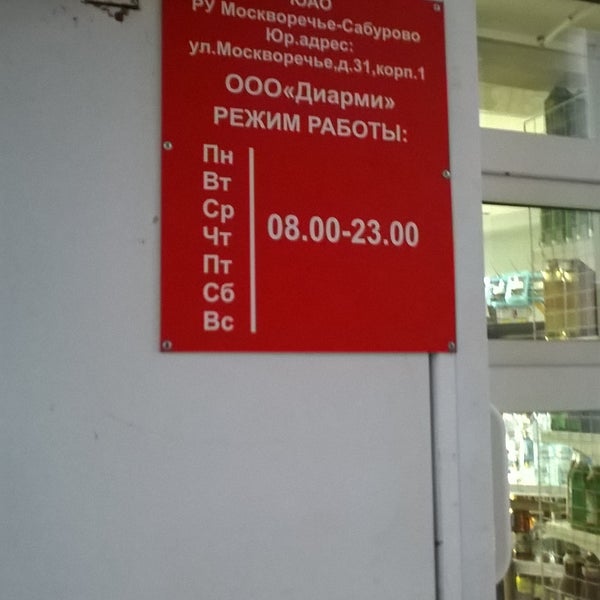 ЮАО
РУ Москворечье-Сабурово
Юр.адрес:
ул.Москворечье,д.31,корп.1
ООО«Диарми»
РЕЖИМ РАБОТЫ:
Пн
Вт
Ср
Чт
Пт
Сб
Вс
08.00-23.00